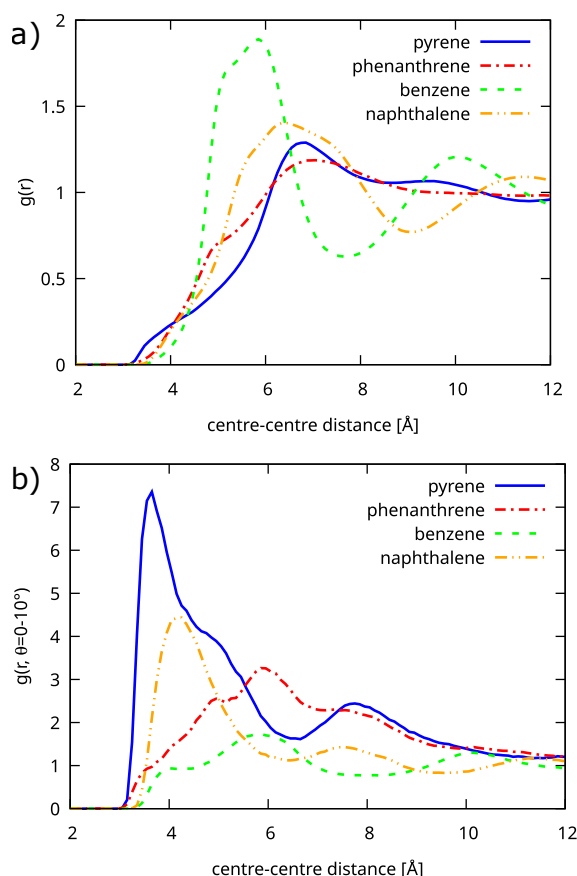 a)
2
1.5
1
0.5
0
g(r)
pyrene
phenanthrene
benzene
naphthalene
2 4 6 8 10 12
centre-centre distance [Å]
b)
8
7
6
5
4
3
2
1
0
g(r, θ=0-10°)
pyrene
phenanthrene
benzene
naphthalene
2 4 6 8 10 12
centre-centre distance [Å]